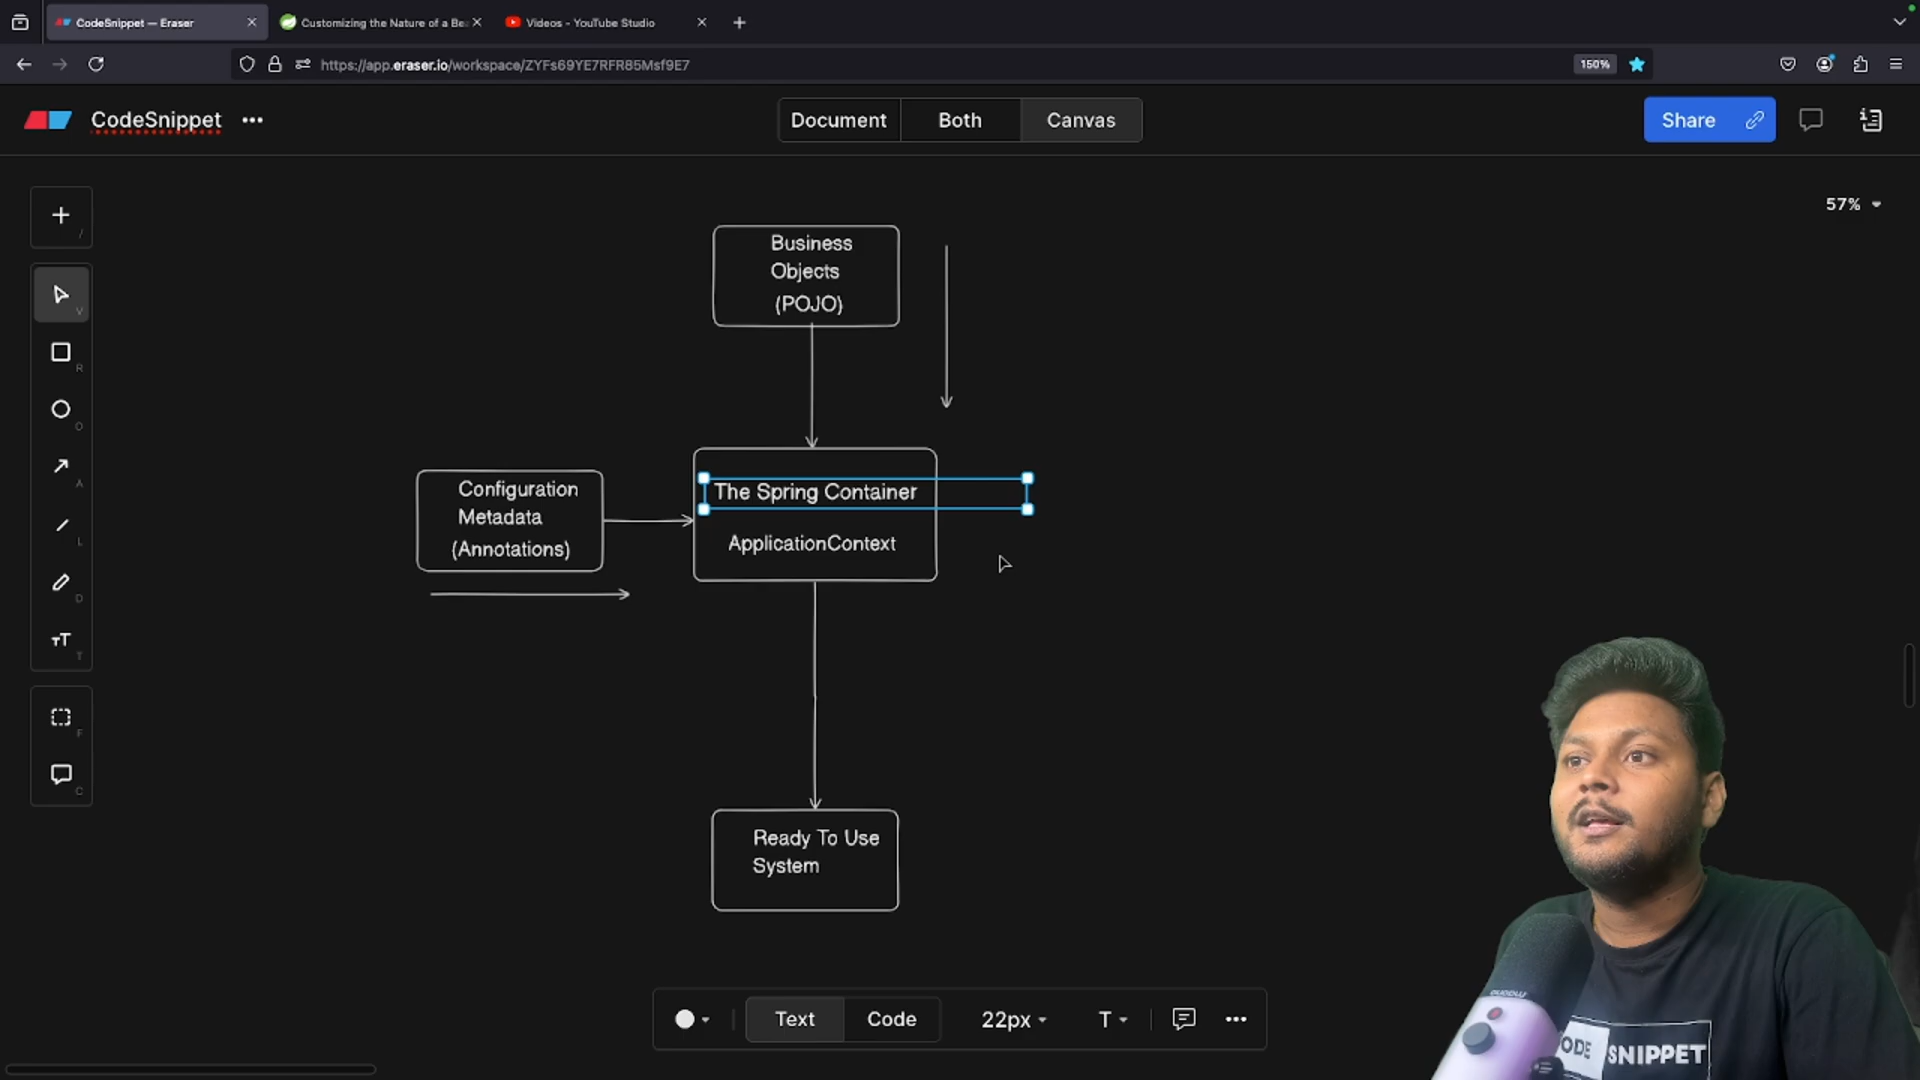 CodeSnippet — Eraser
Customizing the Nature of a Be
Videos - YouTube Studio
https://app.eraser.io/workspace/ZYFs69YE7RFR85Msf9E7
150%
CodeSnippet
Document
Both
Canvas
Share
57%
/
V
R
O
A
L
D
T
F
C
Business
Objects
(POJO)
Configuration
Metadata
(Annotations)
The Spring Container
ApplicationContext
Ready To Use
System
Text
Code
22px
T
CODE
SNIPPET